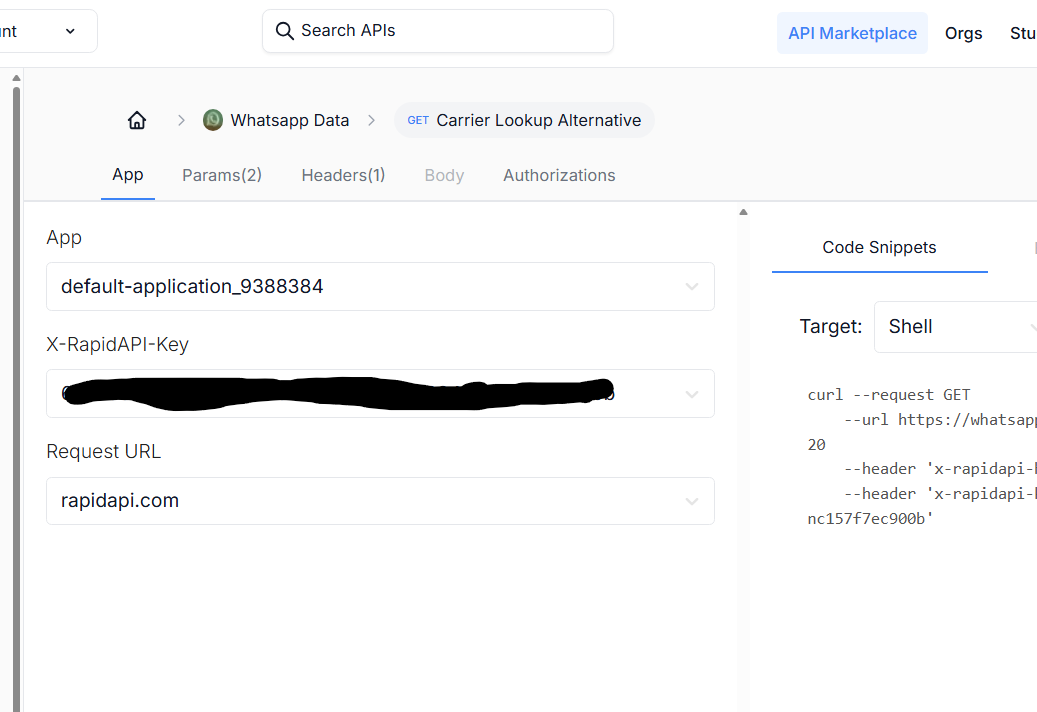 nt
Search APIs
API Marketplace
Orgs
Stu
Whatsapp Data
GET Carrier Lookup Alternative
App
Params(2)
Headers(1)
Body
Authorizations
App
default-application_9388384
X-RapidAPI-Key
Request URL
rapidapi.com
Code Snippets
Target:
Shell
curl --request GET
--url https://whatsapp
20
--header 'x-rapidapi-h
--header 'x-rapidapi-k
nc157f7ec900b'